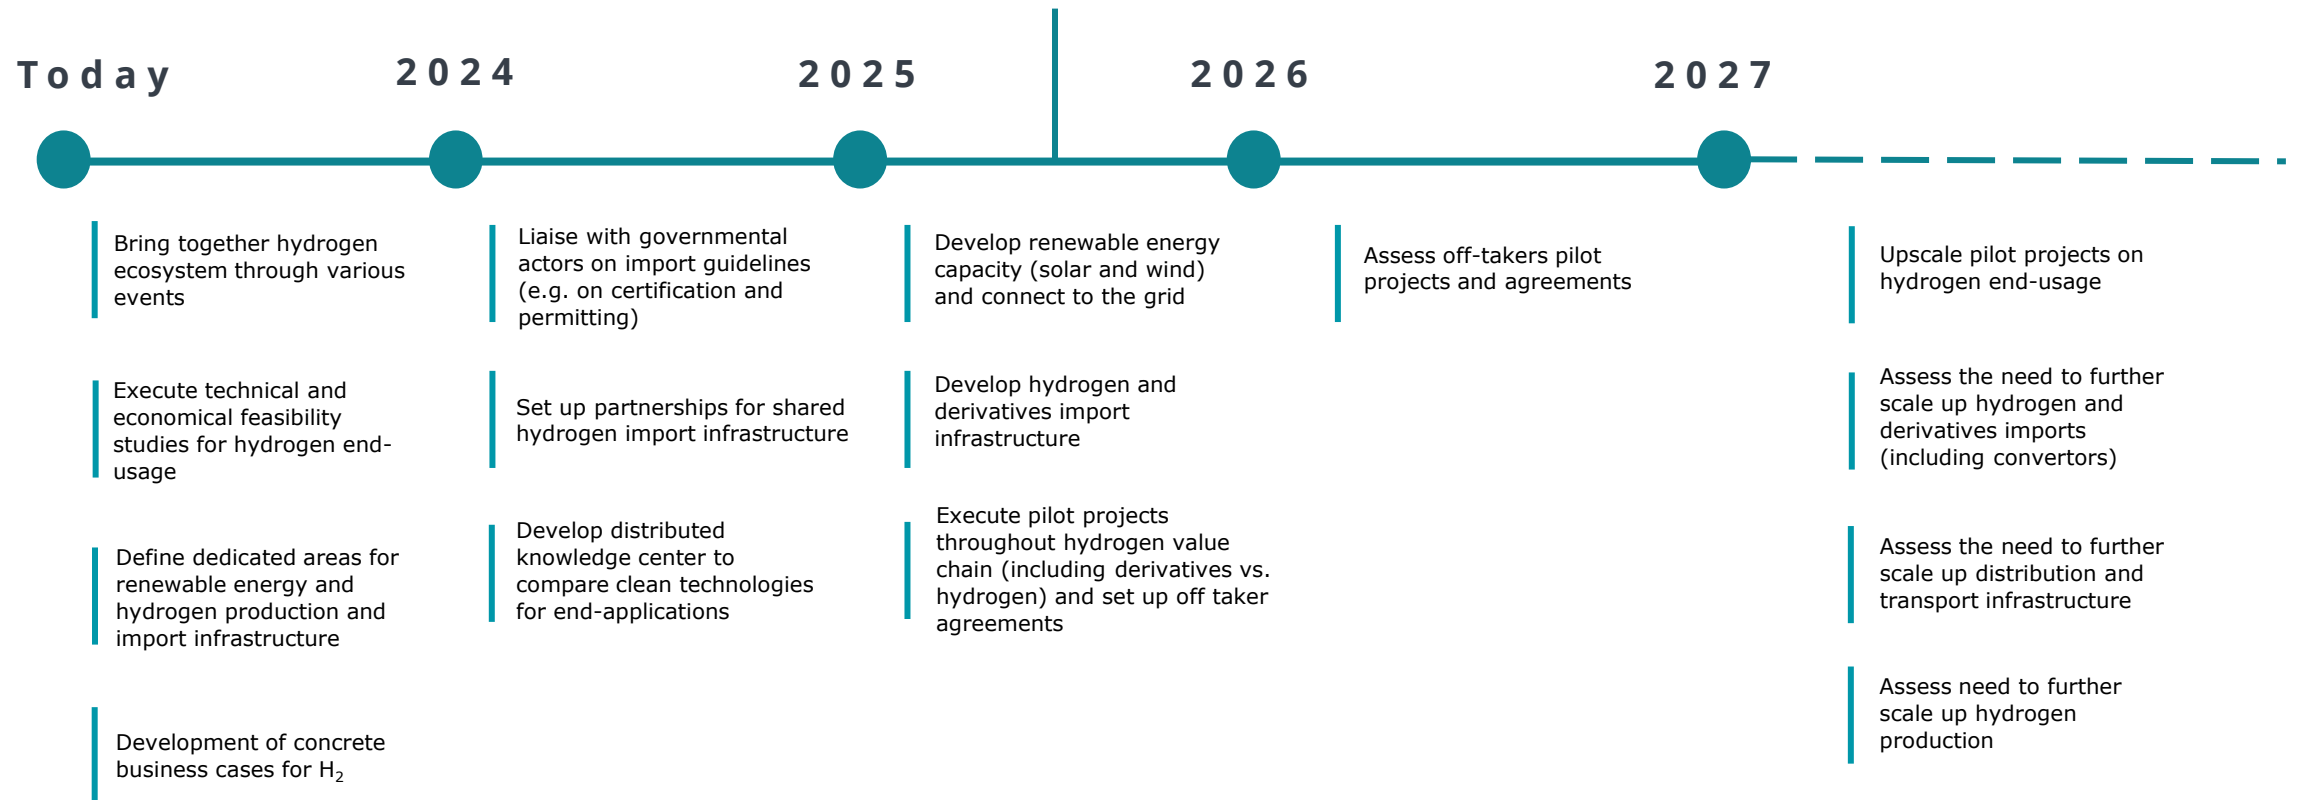 Today
2024
2025
2026
2027
Bring together hydrogen
ecosystem through various
events
Execute technical and
economical feasibility
studies for hydrogen end-
usage
Define dedicated areas for
renewable energy and
hydrogen production and
import infrastructure
Development of concrete
business cases for H₂
Liaise with governmental
actors on import guidelines
(e.g. on certification and
permitting)
Set up partnerships for shared
hydrogen import infrastructure
Develop distributed
knowledge center to
compare clean technologies
for end-applications
Develop renewable energy
capacity (solar and wind)
and connect to the grid
Develop hydrogen and
derivatives import
infrastructure
Execute pilot projects
throughout hydrogen value
chain (including derivatives vs.
hydrogen) and set up off taker
agreements
Assess off-takers pilot
projects and agreements
Upscale pilot projects on
hydrogen end-usage
Assess the need to further
scale up hydrogen and
derivatives imports
(including convertors)
Assess the need to further
scale up distribution and
transport infrastructure
Assess need to further
scale up hydrogen
production